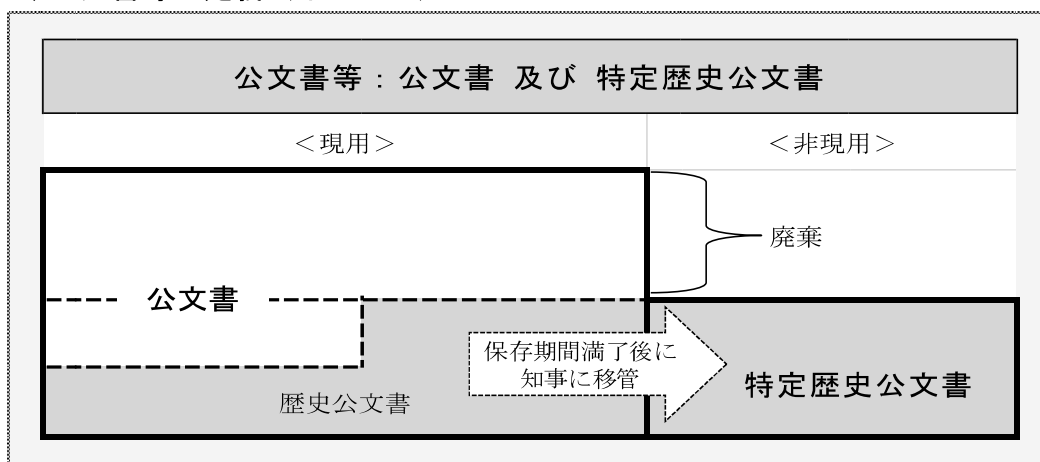 公文書等：公文書 及び 特定歴史公文書
＜現用＞
＜非現用＞
廃棄
公文書
保存期間満了後に
知事に移管
特定歴史公文書
歴史公文書